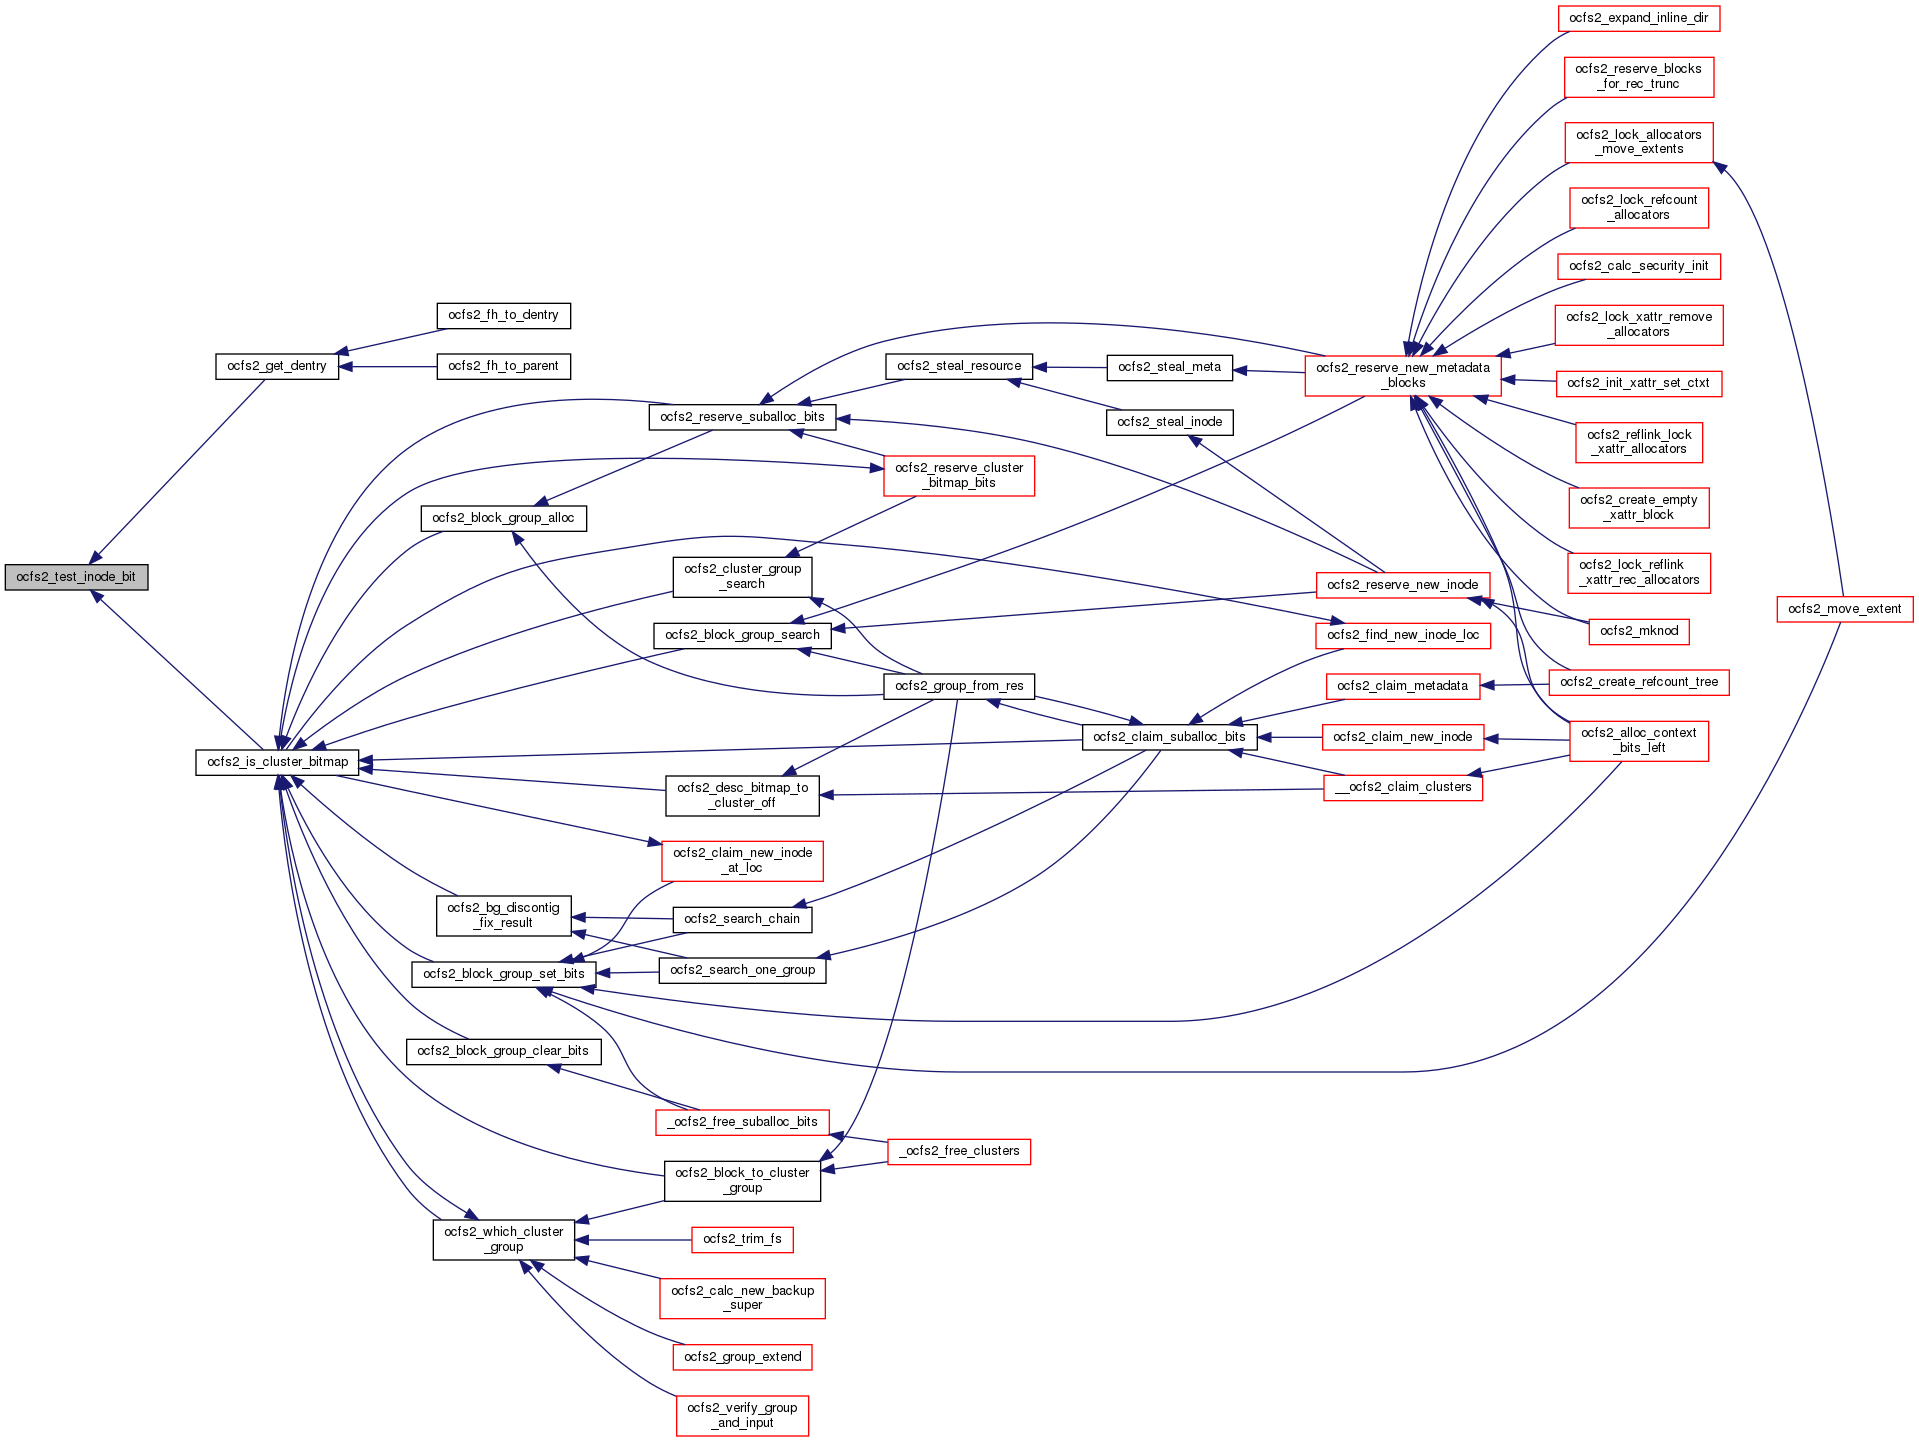 ocfs2_expand_inline_dir
ocfs2_reserve_blocks
_for_rec_trunc
ocfs2_lock_allocators
_move_extents
ocfs2_lock_refcount
_allocators
ocfs2_calc_security_init
ocfs2_fh_to_dentry
ocfs2_lock_xattr_remove
_allocators
ocfs2_get_dentry
ocfs2_fh_to_parent
ocfs2_steal_resource
ocfs2_steal_meta
ocfs2_reserve_new_metadata
_blocks
ocfs2_init_xattr_set_ctxt
ocfs2_reserve_suballoc_bits
ocfs2_steal_inode
ocfs2_reflink_lock
_xattr_allocators
ocfs2_reserve_cluster
_bitmap_bits
ocfs2_create_empty
_xattr_block
ocfs2_block_group_alloc
ocfs2_lock_reflink
_xattr_rec_allocators
ocfs2_test_inode_bit
ocfs2_cluster_group
_search
ocfs2_reserve_new_inode
ocfs2_move_extent
ocfs2_block_group_search
ocfs2_find_new_inode_loc
ocfs2_mknod
ocfs2_group_from_res
ocfs2_claim_metadata
ocfs2_create_refcount_tree
ocfs2_is_cluster_bitmap
ocfs2_claim_suballoc_bits
ocfs2_claim_new_inode
ocfs2_alloc_context
_bits_left
ocfs2_desc_bitmap_to
_cluster_off
__ocfs2_claim_clusters
ocfs2_claim_new_inode
_at_loc
ocfs2_bg_discontig
_fix_result
ocfs2_search_chain
ocfs2_block_group_set_bits
ocfs2_search_one_group
ocfs2_block_group_clear_bits
_ocfs2_free_suballoc_bits
_ocfs2_free_clusters
ocfs2_block_to_cluster
_group
ocfs2_which_cluster
_group
ocfs2_trim_fs
ocfs2_calc_new_backup
_super
ocfs2_group_extend
ocfs2_verify_group
_and_input